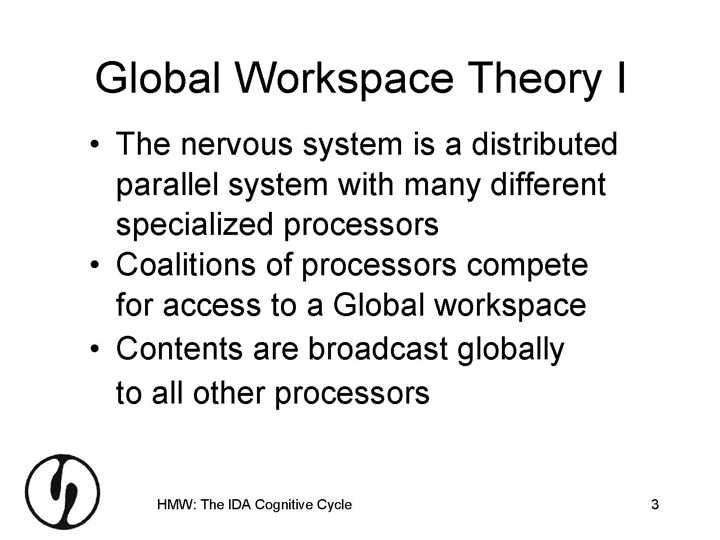 Global Workspace Theory I
• The nervous system is a distributed
parallel system with many different
specialized processors
• Coalitions of processors compete
for access to a Global workspace
• Contents are broadcast globally
to all other processors
HMW: The IDA Cognitive Cycle
3